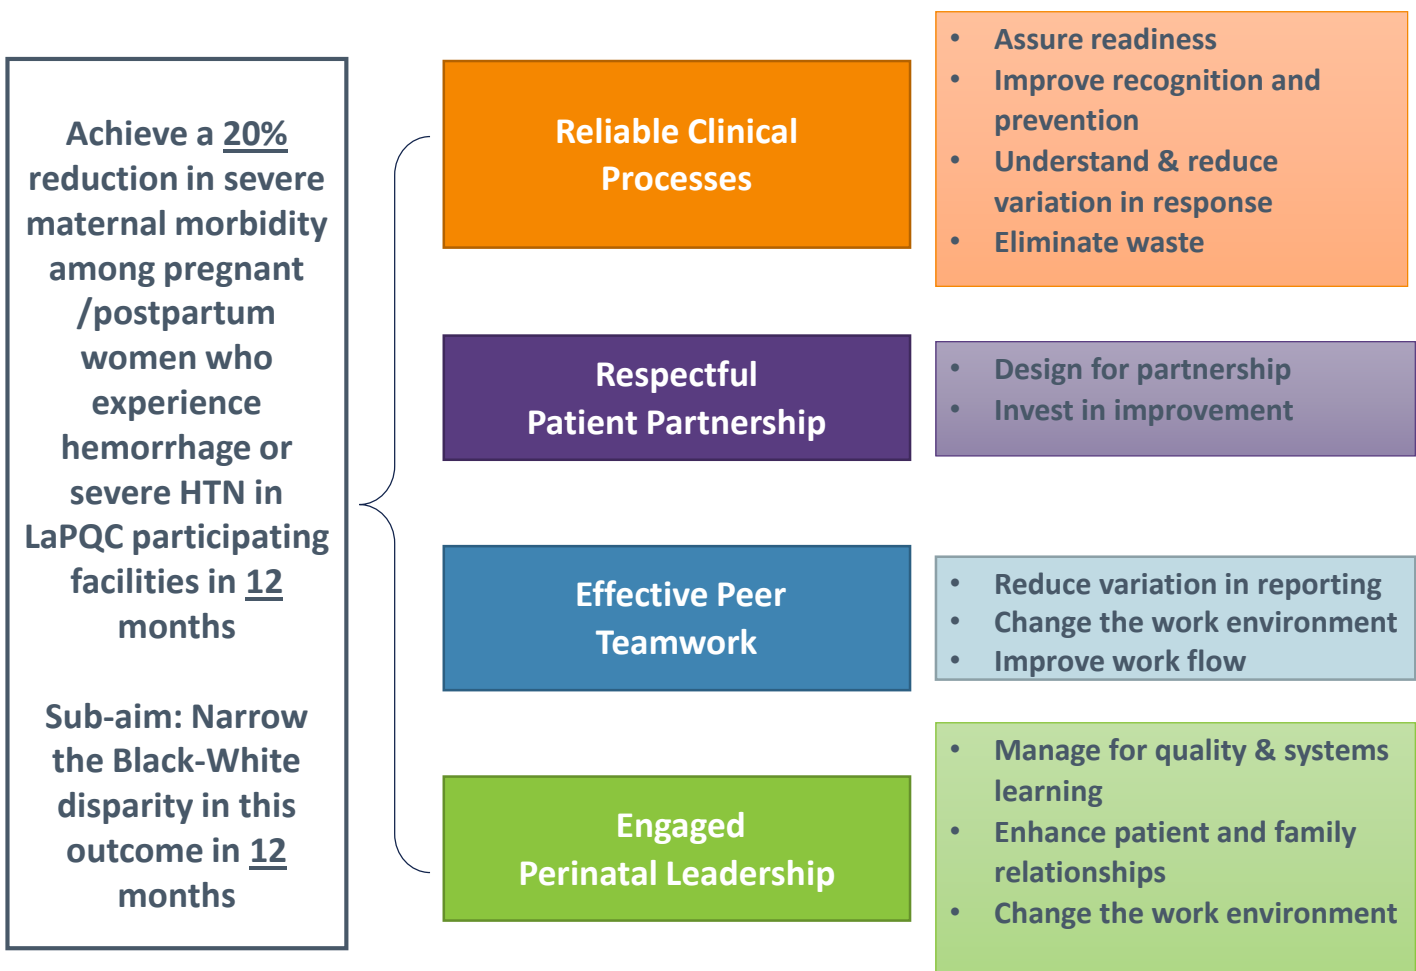 Achieve a 20%
reduction in severe
maternal morbidity
among pregnant
/postpartum
women who
experience
hemorrhage or
severe HTN in
LaPQC participating
facilities in 12
months
Sub-aim: Narrow
the Black-White
disparity in this
outcome in 12
months
Reliable Clinical
Processes
• Assure readiness
• Improve recognition and
prevention
• Understand & reduce
variation in response
• Eliminate waste
Respectful
Patient Partnership
• Design for partnership
• Invest in improvement
Effective Peer
Teamwork
• Reduce variation in reporting
• Change the work environment
• Improve work flow
Engaged
Perinatal Leadership
• Manage for quality & systems
learning
• Enhance patient and family
relationships
• Change the work environment